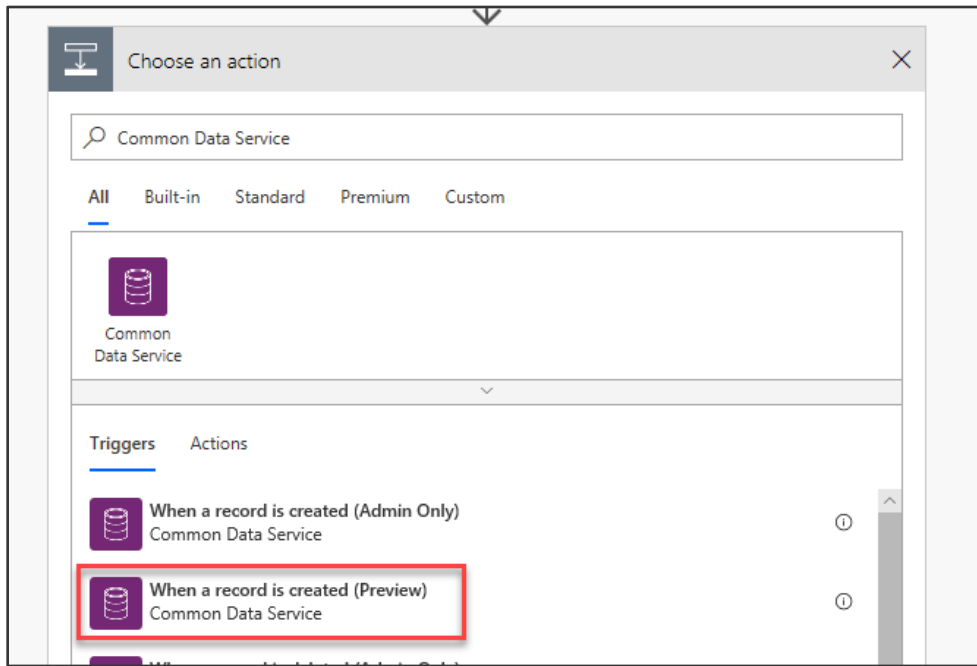 Choose an action
Common Data Service
All Built-in Standard Premium Custom
Common
Data Service
Triggers Actions
When a record is created (Admin Only)
Common Data Service
When a record is created (Preview)
Common Data Service